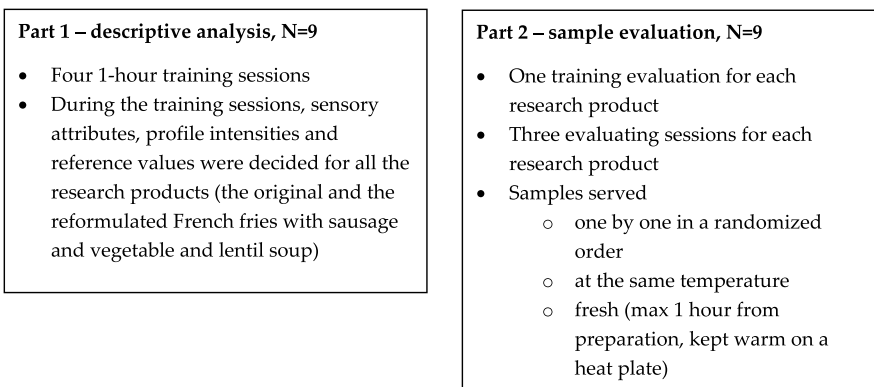 Part 1 – descriptive analysis, N=9
• Four 1-hour training sessions
• During the training sessions, sensory
attributes, profile intensities and
reference values were decided for all the
research products (the original and the
reformulated French fries with sausage
and vegetable and lentil soup)
Part 2 – sample evaluation, N=9
• One training evaluation for each
research product
• Three evaluating sessions for each
research product
• Samples served
o one by one in a randomized
order
o at the same temperature
o fresh (max 1 hour from
preparation, kept warm on a
heat plate)